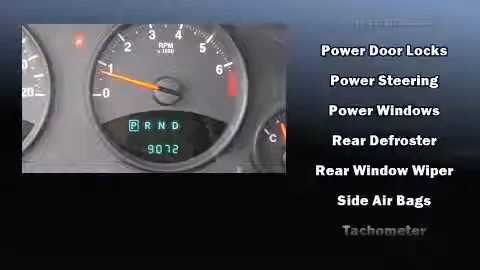 2 3 4 5
RPM
x 1000
1 6
0
20
P R N D
9072
C
Power Door Locks
Power Steering
Power Windows
Rear Defroster
Rear Window Wiper
Side Air Bags
Tachometer